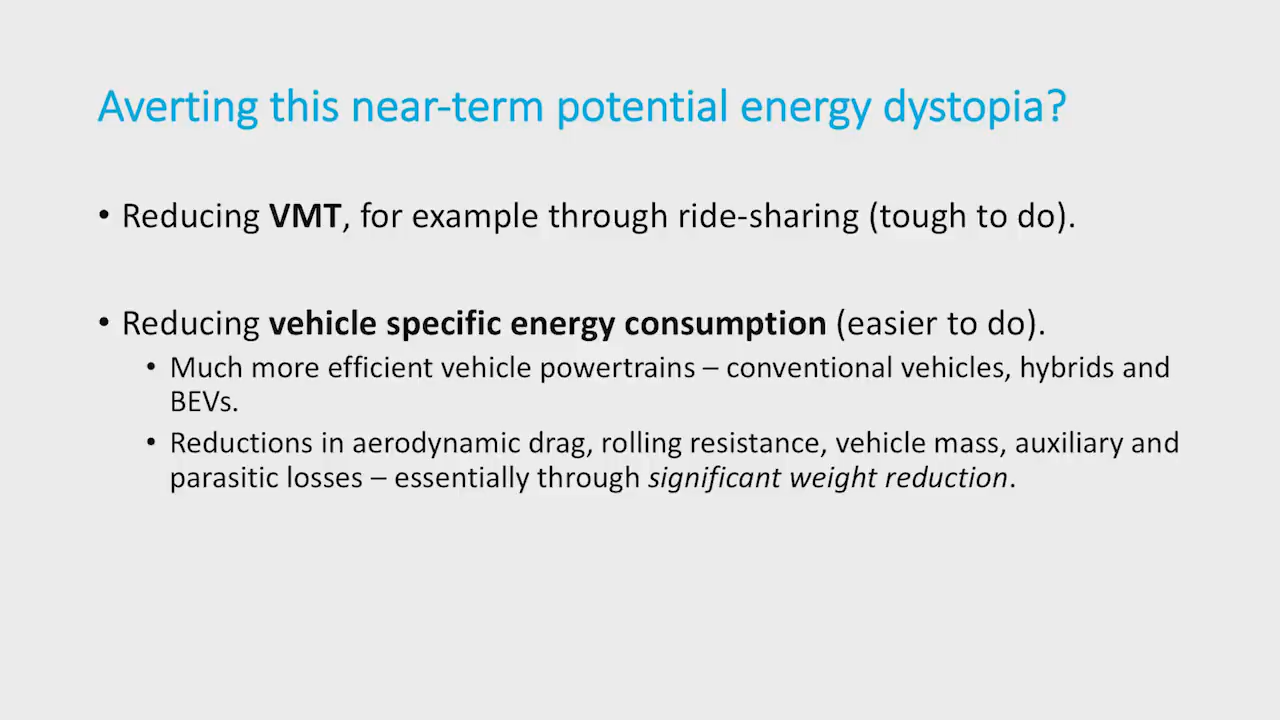 Averting this near-term potential energy dystopia?
• Reducing VMT, for example through ride-sharing (tough to do).
• Reducing vehicle specific energy consumption (easier to do).
• Much more efficient vehicle powertrains – conventional vehicles, hybrids and
BEVs.
• Reductions in aerodynamic drag, rolling resistance, vehicle mass, auxiliary and
parasitic losses – essentially through significant weight reduction.